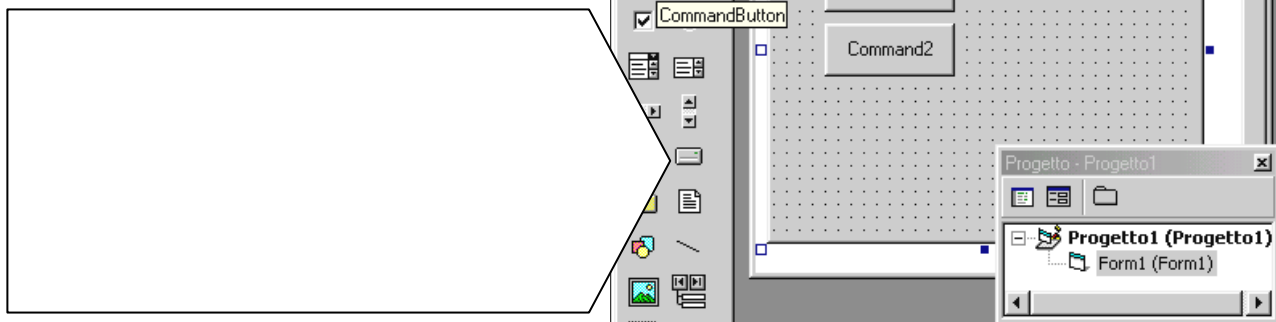 CommandButton
Command2
Progetto - Progetto1
Progetto1 (Progetto1)
Form1 (Form1)